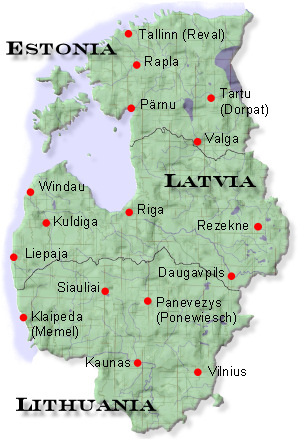 Tallinn (Reval)
ESTONIA
Rapla
Tartu
(Dorpat)
Pärnu
Valga
LATVIA
Windau
Kuldiga
Riga
Rezekne
Liepaja
Daugavpils
Siauliai
Panevezys
(Ponewiesch)
Klaipeda
(Memel)
Kaunas
Vilnius
LITHUANIA